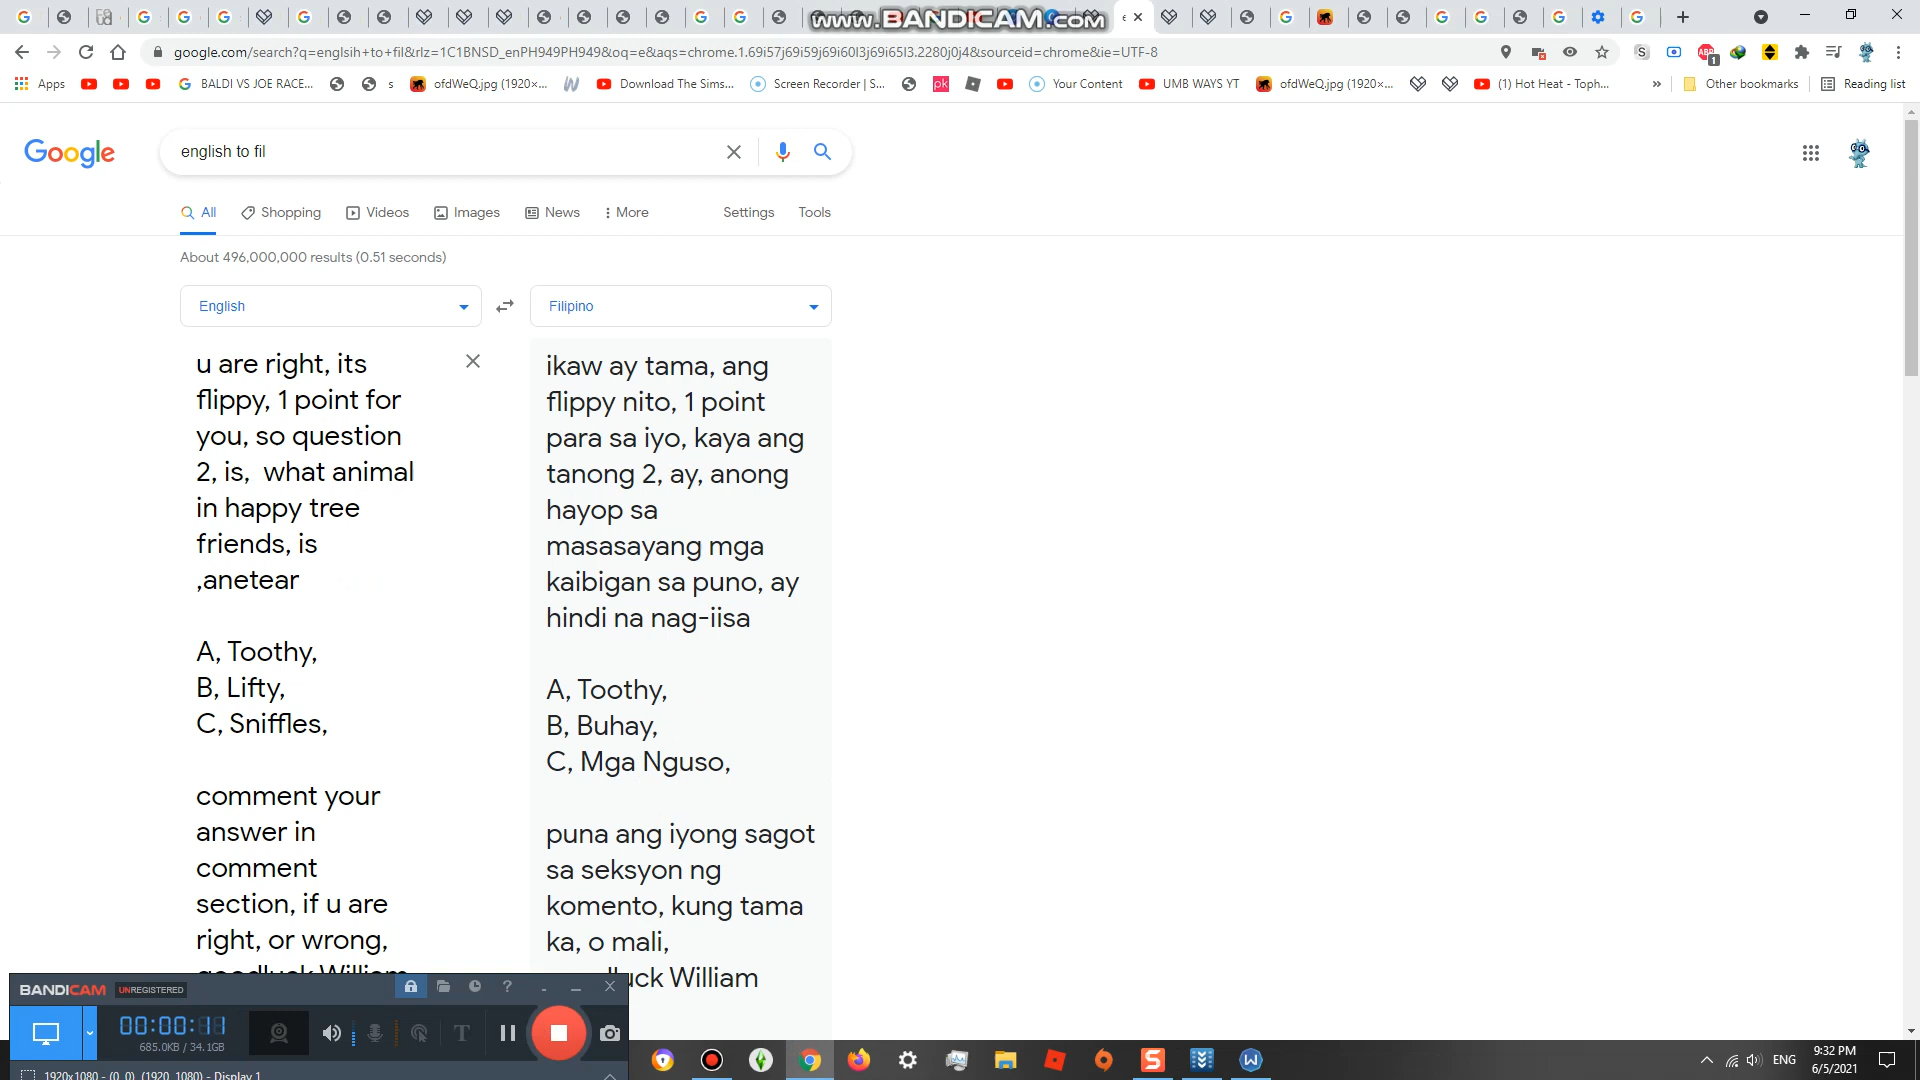 www.BANDICAM.com
google.com/search?q=englsih+to+fil&rlz=1C1BNSD_enPH949PH949&oq=e&aqs=chrome.1.69i57j69i59j69i60l3j69i65l3.2280j0j4&sourceid=chrome&ie=UTF-8
Apps
BALDI VS JOE RACE...
s
ofdWeQ.jpg (1920×...
Download The Sims...
Screen Recorder | S...
pk
Your Content
UMB WAYS YT
ofdWeQ.jpg (1920×...
(1) Hot Heat - Toph...
»
Other bookmarks
Reading list
Google
english to fil
All
Shopping
Videos
Images
News
More
Settings
Tools
About 496,000,000 results (0.51 seconds)
English
Filipino
u are right, its
flippy, 1 point for
you, so question
2, is,  what animal
in happy tree
friends, is
,anetear
A, Toothy,
B, Lifty,
C, Sniffles,
comment your
answer in
comment
section, if u are
right, or wrong,
goodluck William
ikaw ay tama, ang
flippy nito, 1 point
para sa iyo, kaya ang
tanong 2, ay, anong
hayop sa
masasayang mga
kaibigan sa puno, ay
hindi na nag-iisa
A, Toothy,
B, Buhay,
C, Mga Nguso,
puna ang iyong sagot
sa seksyon ng
komento, kung tama
ka, o mali,
luck William
BANDICAM UNREGISTERED
00:00:11
685.0KB / 34.1GB
1920x1080 - (0, 0), (1920, 1080) - Display 1
ENG
9:32 PM
6/5/2021